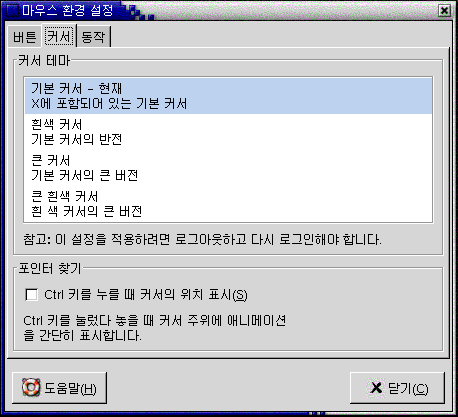 마우스 환경 설정
버튼 커서 동작
커서 테마
기본 커서 - 현재
X에 포함되어 있는 기본 커서
흰색 커서
기본 커서의 반전
큰 커서
기본 커서의 큰 버전
큰 흰색 커서
흰 색 커서의 큰 버전
참고: 이 설정을 적용하려면 로그아웃하고 다시 로그인해야 합니다.
포인터 찾기
Ctrl 키를 누를 때 커서의 위치 표시(S)
Ctrl 키를 눌렀다 놓을 때 커서 주위에 애니메이션
을 간단히 표시합니다.
도움말(H) 닫기(C)